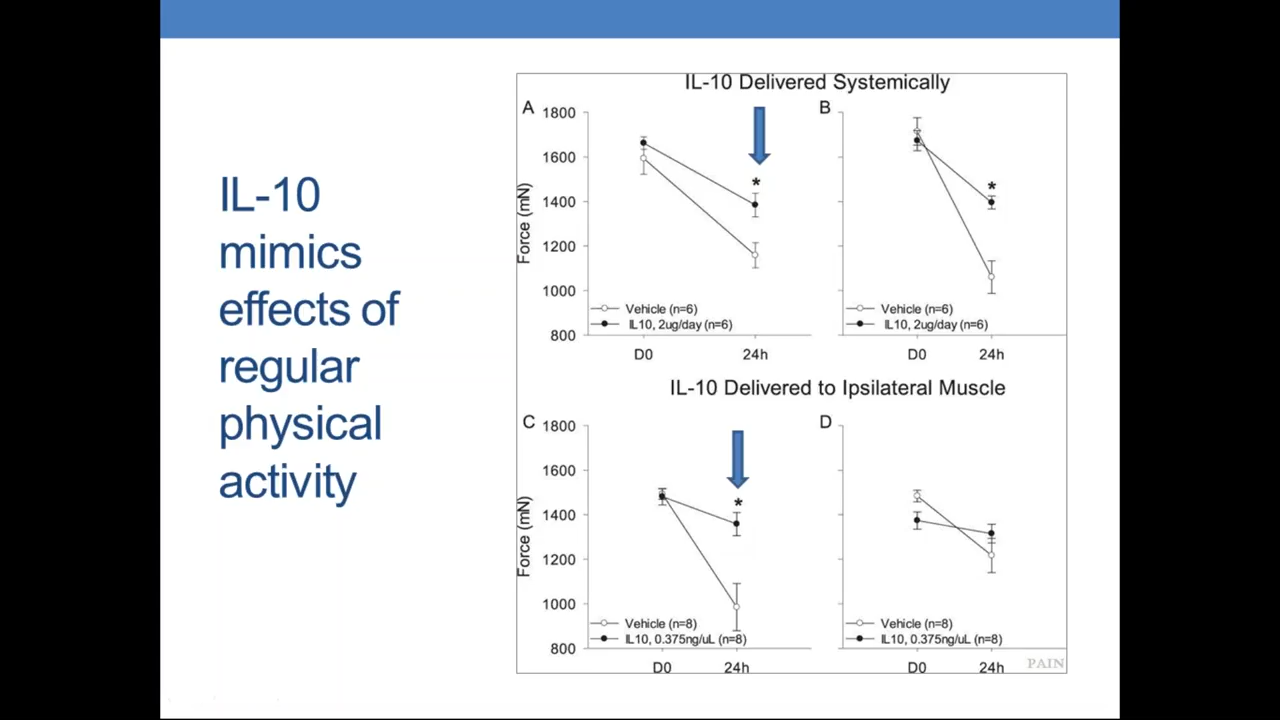 IL-10
mimics
effects of
regular
physical
activity
IL-10 Delivered Systemically
A
1800
1600
1400
1200
1000
800
Force (mN)
*
Vehicle (n=6)
IL10, 2ug/day (n=6)
D0
24h
B
*
Vehicle (n=6)
IL10, 2ug/day (n=6)
D0
24h
IL-10 Delivered to Ipsilateral Muscle
C
1800
1600
1400
1200
1000
800
Force (mN)
*
Vehicle (n=8)
IL10, 0.375ng/uL (n=8)
D0
24h
D
Vehicle (n=8)
IL10, 0.375ng/uL (n=8)
D0
24h
PAIN